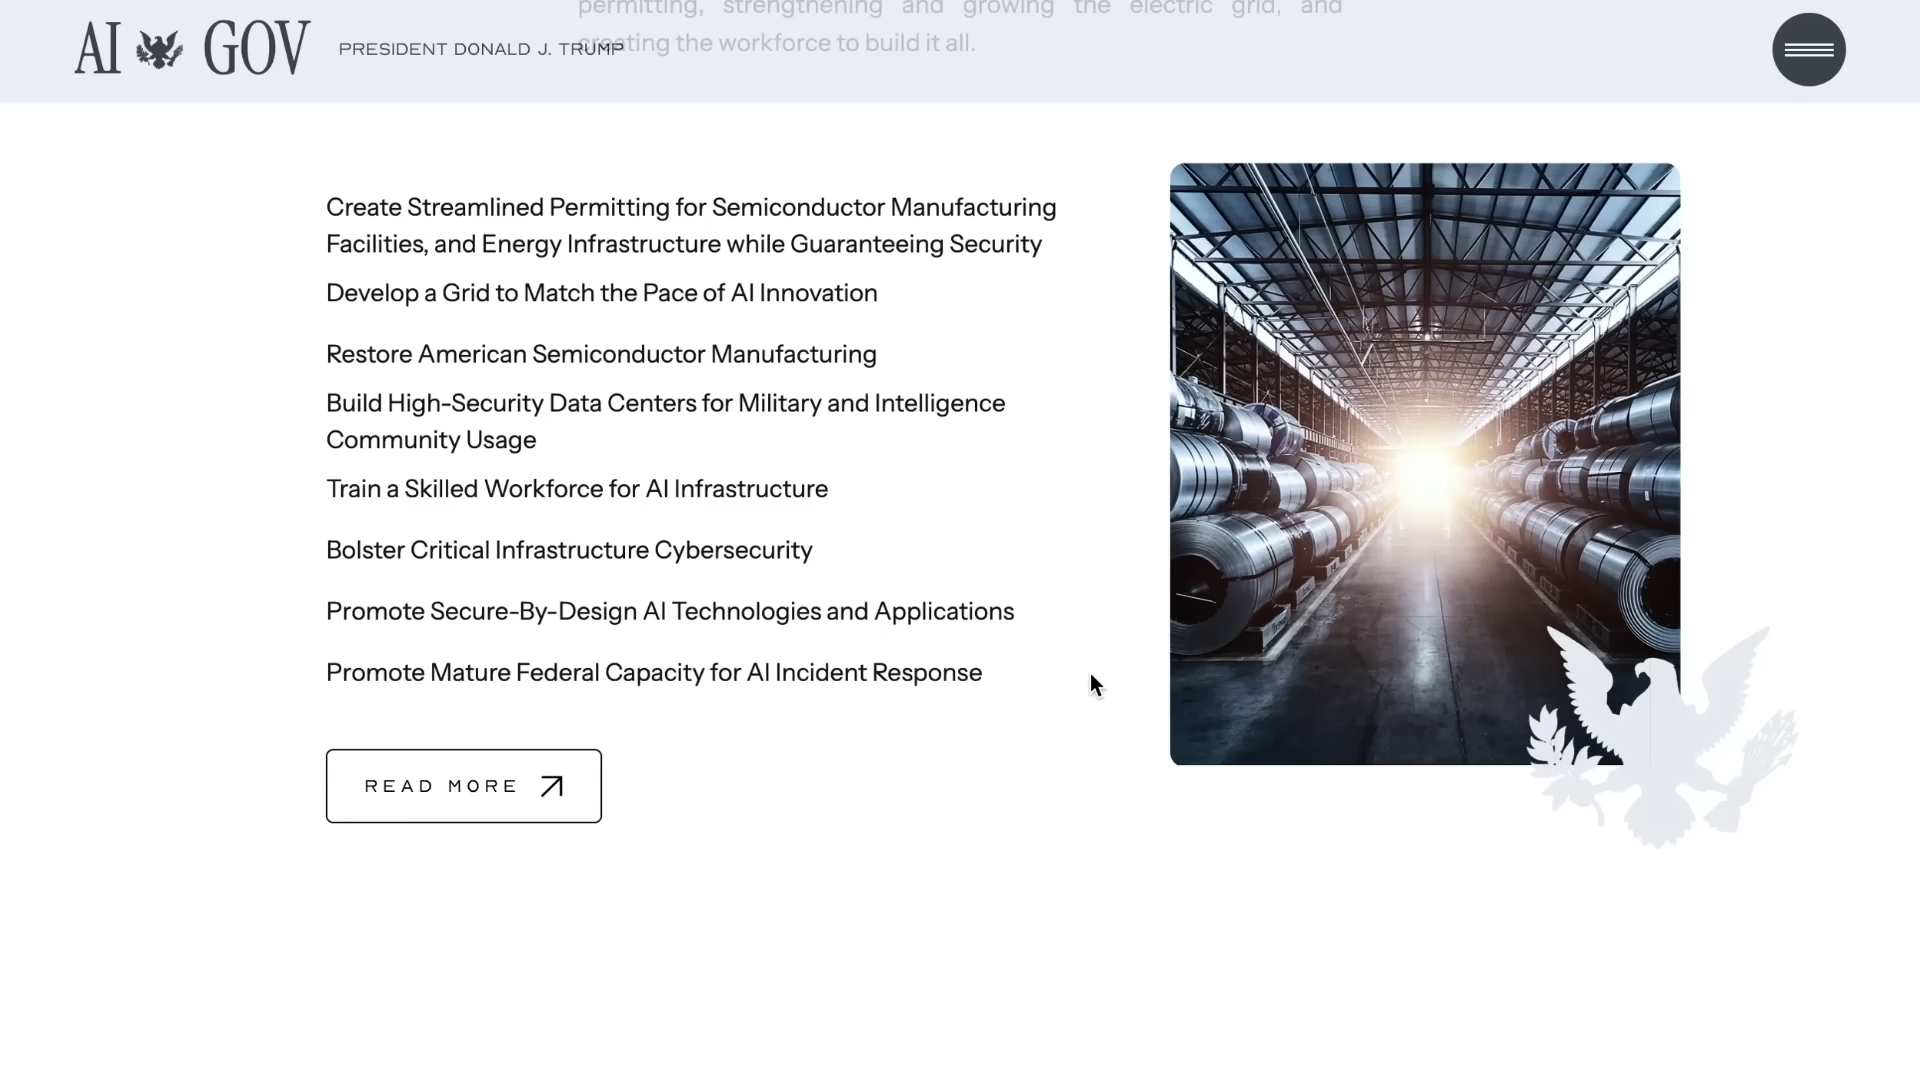 permitting, strengthening and growing the electric grid, and
creating the workforce to build it all.
AI GOV
PRESIDENT DONALD J. TRUMP
Create Streamlined Permitting for Semiconductor Manufacturing
Facilities, and Energy Infrastructure while Guaranteeing Security
Develop a Grid to Match the Pace of AI Innovation
Restore American Semiconductor Manufacturing
Build High-Security Data Centers for Military and Intelligence
Community Usage
Train a Skilled Workforce for AI Infrastructure
Bolster Critical Infrastructure Cybersecurity
Promote Secure-By-Design AI Technologies and Applications
Promote Mature Federal Capacity for AI Incident Response
READ MORE